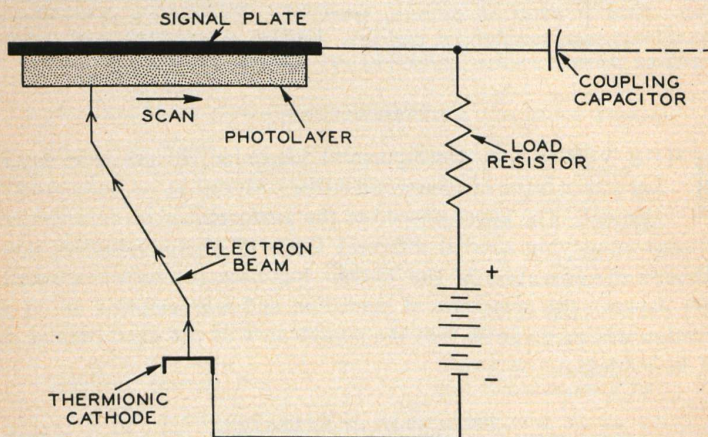 SIGNAL PLATE
SCAN
PHOTOLAYER
COUPLING
CAPACITOR
LOAD
RESISTOR
ELECTRON
BEAM
+
-
THERMIONIC
CATHODE